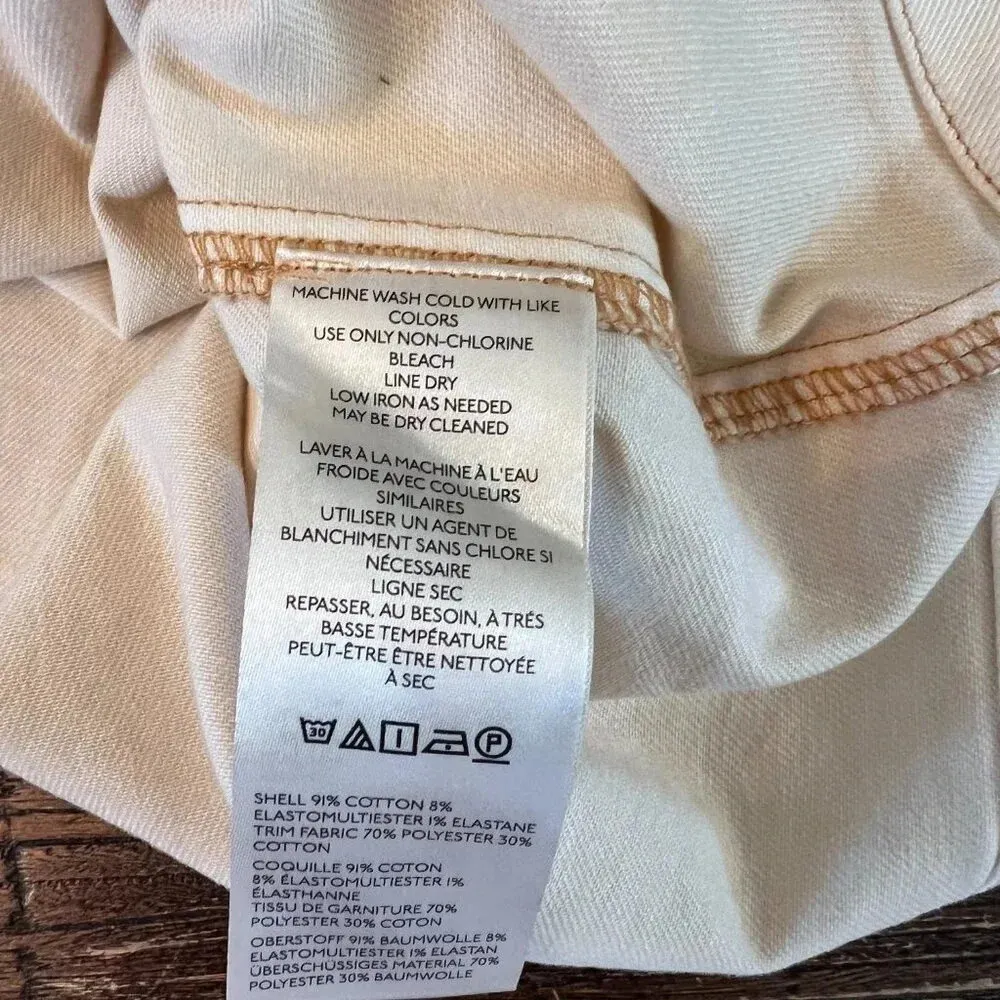 MACHINE WASH COLD WITH LIKE
COLORS
USE ONLY NON-CHLORINE
BLEACH
LINE DRY
LOW IRON AS NEEDED
MAY BE DRY CLEANED
LAVER À LA MACHINE À L'EAU
FROIDE AVEC COULEURS
SIMILAIRES
UTILISER UN AGENT DE
BLANCHIMENT SANS CHLORE SI
NÉCESSAIRE
LIGNE SEC
REPASSER, AU BESOIN, À TRÉS
BASSE TEMPÉRATURE
PEUT-ÊTRE ÊTRE NETTOYÉE
À SEC
30 P
SHELL 91% COTTON 8%
ELASTOMULTIESTER 1% ELASTANE
TRIM FABRIC 70% POLYESTER 30%
COTTON
COQUILLE 91% COTON
8% ÉLASTOMULTIESTER 1%
ÉLASTHANNE
TISSU DE GARNITURE 70%
POLYESTER 30% COTON
OBERSTOFF 91% BAUMWOLLE 8%
ELASTOMULTIESTER 1% ELASTAN
ÜBERSCHÜSSIGES MATERIAL 70%
POLYESTER 30% BAUMWOLLE